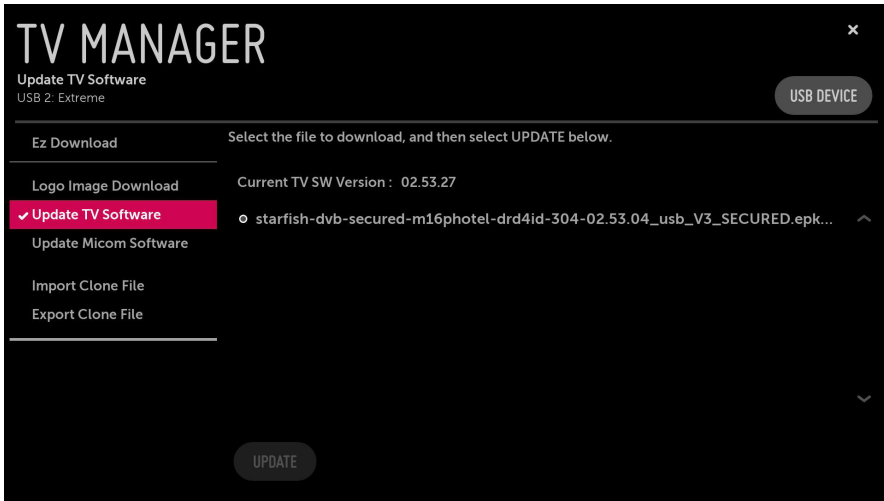 TV MANAGER
Update TV Software
USB 2: Extreme
USB DEVICE
Ez Download
Logo Image Download
Update TV Software
Update Micom Software
Import Clone File
Export Clone File
Select the file to download, and then select UPDATE below.
Current TV SW Version : 02.53.27
starfish-dvb-secured-m16photel-drd4id-304-02.53.04_usb_V3_SECURED.epk...
UPDATE